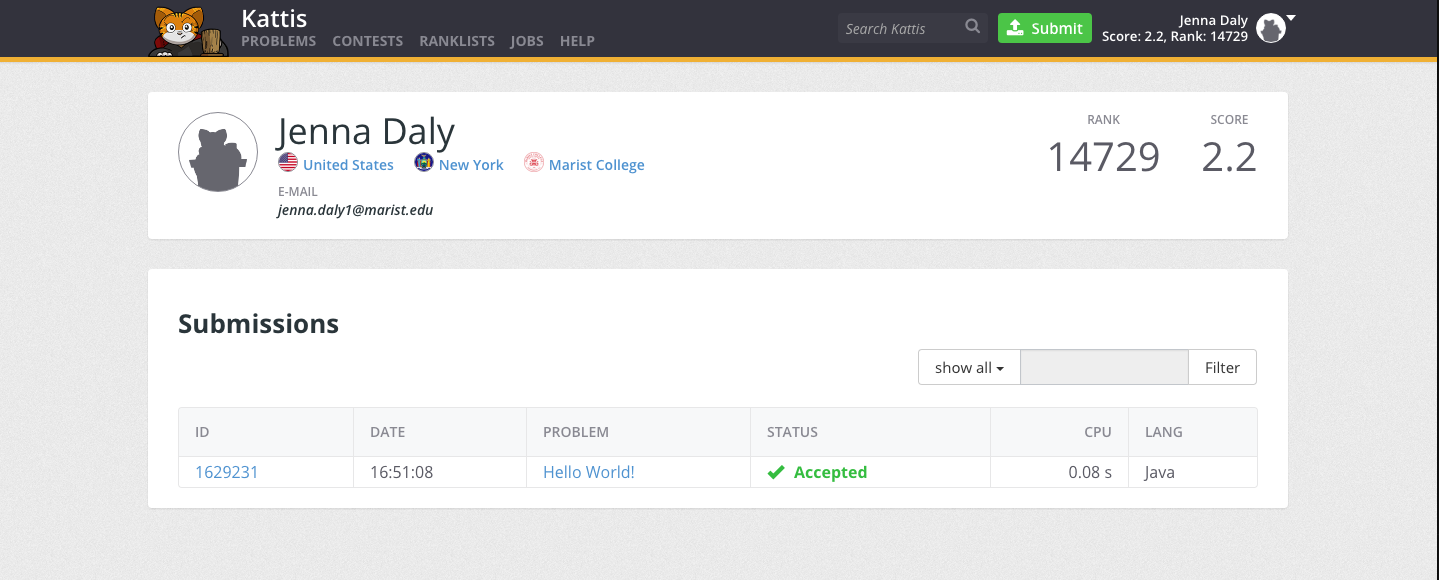 Kattis
PROBLEMS CONTESTS RANKLISTS JOBS HELP
Search Kattis
Submit
Jenna Daly
Score: 2.2, Rank: 14729
Jenna Daly
United States New York Marist College
E-MAIL
jenna.daly1@marist.edu
RANK SCORE
14729 2.2
Submissions
show all Filter
ID DATE PROBLEM STATUS CPU LANG
1629231 16:51:08 Hello World! Accepted 0.08 s Java